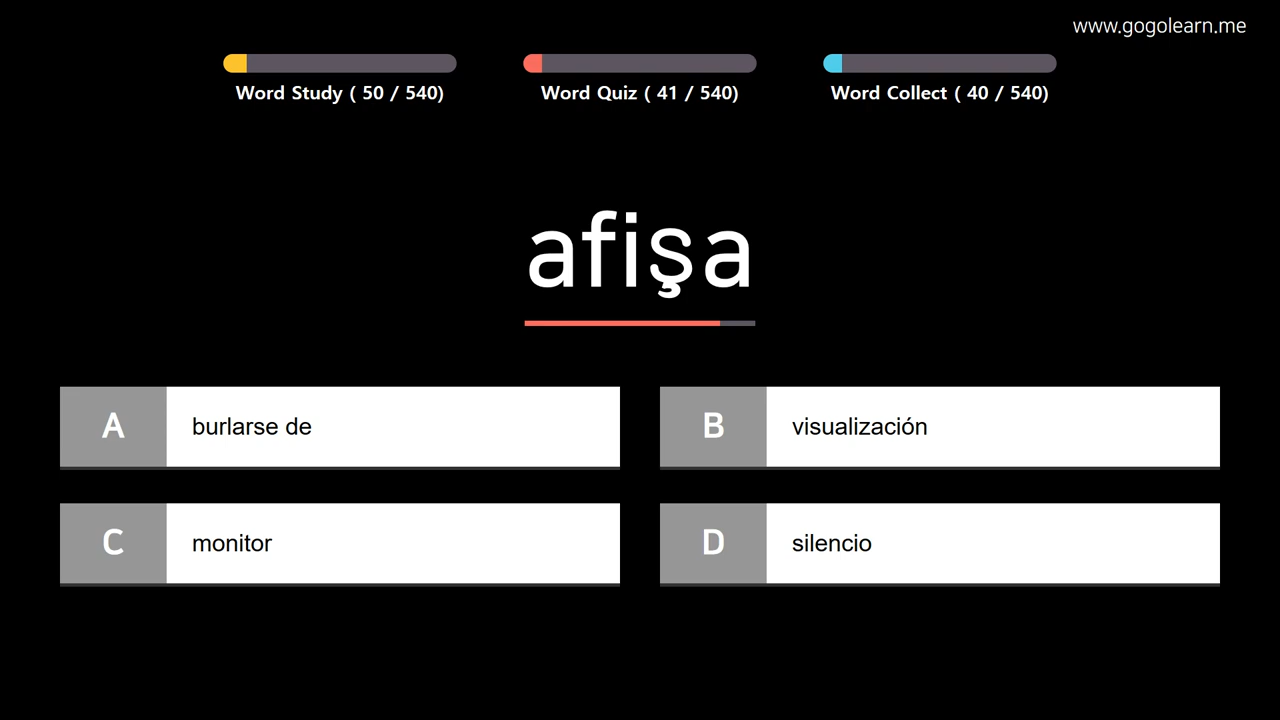 www.gogolearn.me
Word Study ( 50 / 540)
Word Quiz ( 41 / 540)
Word Collect ( 40 / 540)
afişa
A burlarse de
B visualización
C monitor
D silencio